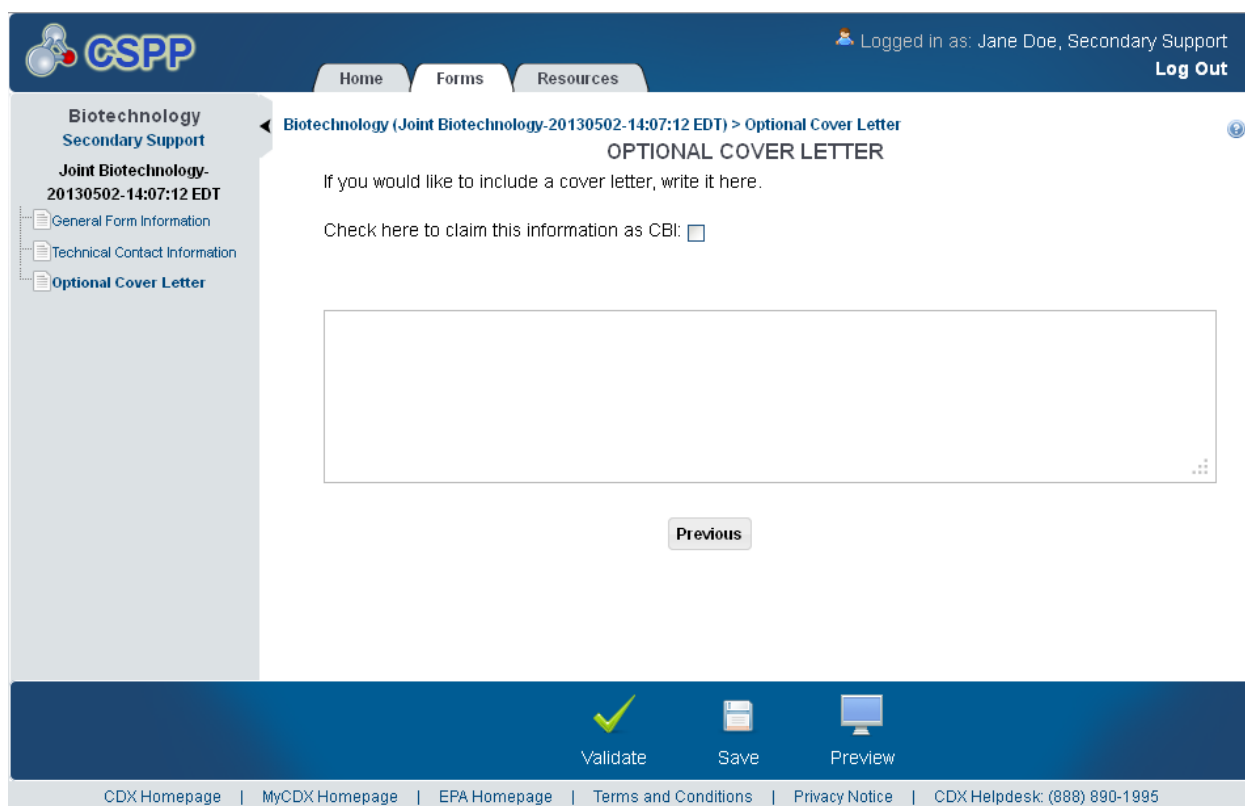 CSPP
Logged in as: Jane Doe, Secondary Support
Log Out
Home
Forms
Resources
Biotechnology
Secondary Support
Joint Biotechnology-
20130502-14:07:12 EDT
General Form Information
Technical Contact Information
Optional Cover Letter
Biotechnology (Joint Biotechnology-20130502-14:07:12 EDT) > Optional Cover Letter
OPTIONAL COVER LETTER
If you would like to include a cover letter, write it here.
Check here to claim this information as CBI:
Previous
Validate
Save
Preview
CDX Homepage | MyCDX Homepage | EPA Homepage | Terms and Conditions | Privacy Notice | CDX Helpdesk: (888) 890-1995